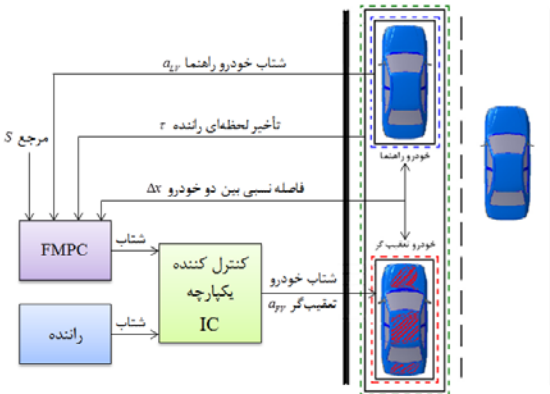 شتاب خودرو راهنما a_LV
تأخیر لحظه‌ای راننده τ
مرجع S
خودرو راهنما
فاصله نسبی بین دو خودرو Δx
خودرو تعقیب گر
FMPC
شتاب
کنترل کننده
یکپارچه
IC
شتاب خودرو
تعقیب‌گر a_FV
راننده
شتاب